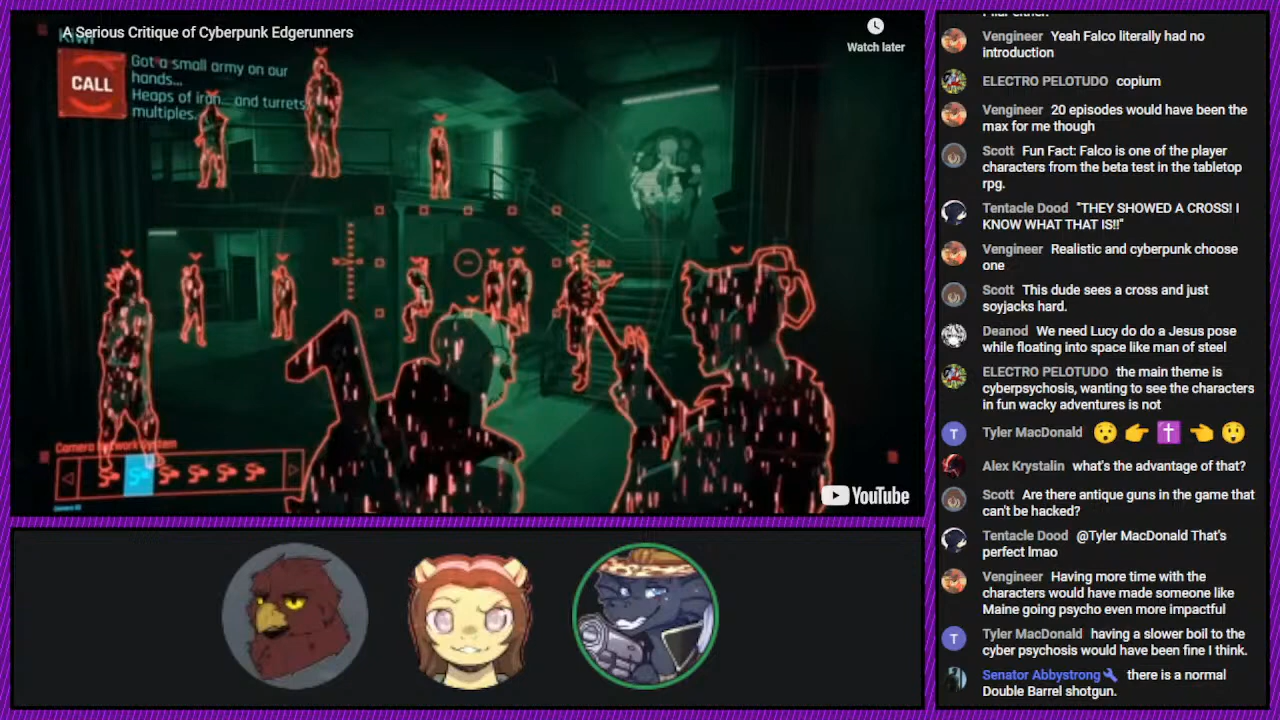 A Serious Critique of Cyberpunk Edgerunners
Watch later
Kiwi
CALL
Got a small army on our
hands...
Heaps of iron... and turrets,
multiples.
Camera Network System
YouTube
Vengineer Yeah Falco literally had no
introduction
ELECTRO PELOTUDO copium
Vengineer 20 episodes would have been the
max for me though
Scott Fun Fact: Falco is one of the player
characters from the beta test in the tabletop
rpg.
Tentacle Dood "THEY SHOWED A CROSS! I
KNOW WHAT THAT IS!!"
Vengineer Realistic and cyberpunk choose
one
Scott This dude sees a cross and just
soyjacks hard.
Deanod We need Lucy do do a Jesus pose
while floating into space like man of steel
ELECTRO PELOTUDO the main theme is
cyberpsychosis, wanting to see the characters
in fun wacky adventures is not
T Tyler MacDonald 😯 👉 ✝️ 👈 😲
Alex Krystalin what's the advantage of that?
Scott Are there antique guns in the game that
can't be hacked?
Tentacle Dood @Tyler MacDonald That's
perfect lmao
Vengineer Having more time with the
characters would have made someone like
Maine going psycho even more impactful
T Tyler MacDonald having a slower boil to the
cyber psychosis would have been fine I think.
Senator Abbystrong🔧 there is a normal
Double Barrel shotgun.